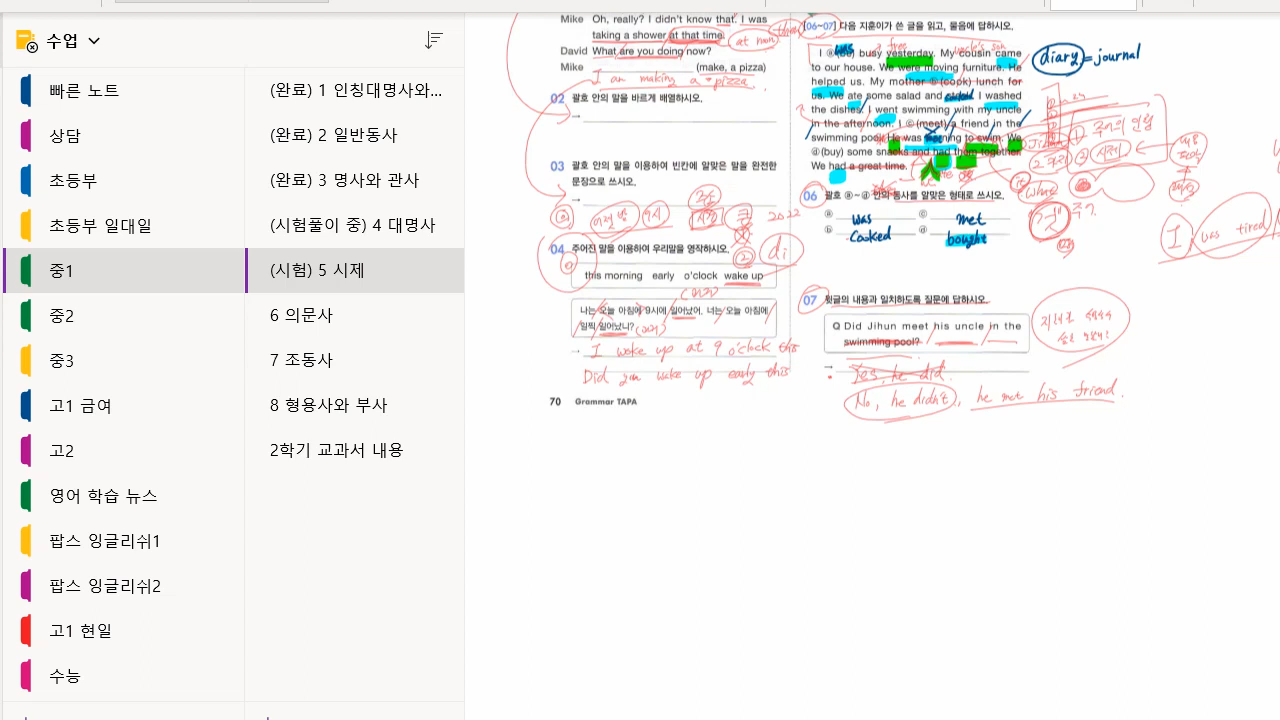 수업
빠른 노트
상담
초등부
초등부 일대일
중1
중2
중3
고1 금여
고2
영어 학습 뉴스
팝스 잉글리쉬1
팝스 잉글리쉬2
고1 현일
수능
(완료) 1 인칭대명사와...
(완료) 2 일반동사
(완료) 3 명사와 관사
(시험풀이 중) 4 대명사
(시험) 5 시제
6 의문사
7 조동사
8 형용사와 부사
2학기 교과서 내용
Mike Oh, really? I didn't know that. I was
taking a shower at that time.
at noon
David What are you doing now?
Mike (make, a pizza)
I am making a pizza.
02 괄호 안의 말을 바르게 배열하시오.
→
03 괄호 안의 말을 이용하여 빈칸에 알맞은 말을 완전한
문장으로 쓰시오.
→
2022
04 주어진 말을 이용하여 우리말을 영작하시오.
di
this morning early o'clock wake up
나는 오늘 아침에 9시에 일어났어. 너는 오늘 아침에
일찍 일어났니?
→ I woke up at 9 o'clock this
Did you wake up early this
70 Grammar TAPA
[06~07] 다음 지훈이가 쓴 글을 읽고, 물음에 답하시오.
I ⓐ(be) was busy yesterday. My cousin came
to our house. We were moving furniture. He
helped us. My mother ⓑ(cook) lunch for
us. We ate some salad and I washed
the dishes. I went swimming with my uncle
in the afternoon. I ⓒ(meet) a friend in the
swimming pool. He was to swim. We
ⓓ(buy) some snacks and had them together.
We had a great time.
diary = journal
06 괄호 ⓐ~ⓓ 안의 동사를 알맞은 형태로 쓰시오.
ⓐ was ⓒ met
ⓑ Cooked ⓓ bought
I was tired
07 윗글의 내용과 일치하도록 질문에 답하시오.
Q Did Jihun meet his uncle in the
swimming pool?
→ Yes, he did.
No, he didn't, he met his friend.